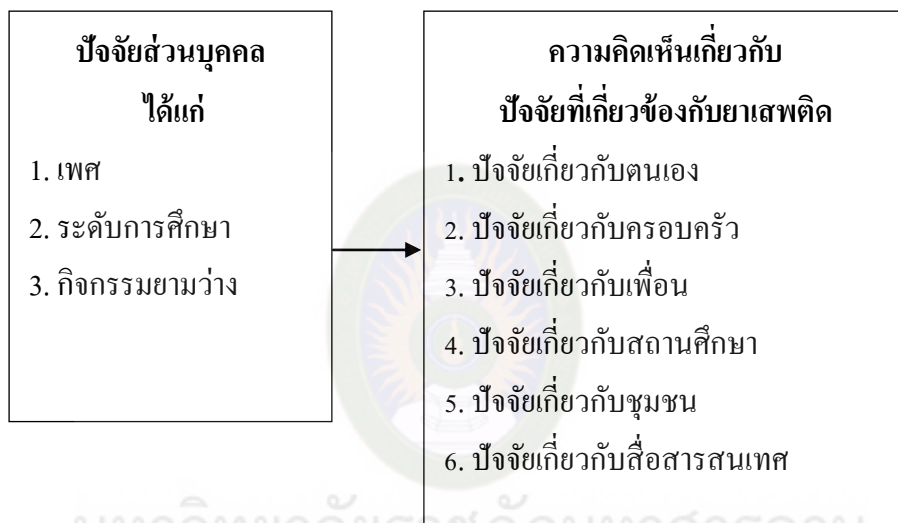 ปัจจัยส่วนบุคคล
ได้แก่
1. เพศ
2. ระดับการศึกษา
3. กิจกรรมยามว่าง
ความคิดเห็นเกี่ยวกับ
ปัจจัยที่เกี่ยวข้องกับยาเสพติด
1. ปัจจัยเกี่ยวกับตนเอง
2. ปัจจัยเกี่ยวกับครอบครัว
3. ปัจจัยเกี่ยวกับเพื่อน
4. ปัจจัยเกี่ยวกับสถานศึกษา
5. ปัจจัยเกี่ยวกับชุมชน
6. ปัจจัยเกี่ยวกับสื่อสารสนเทศ